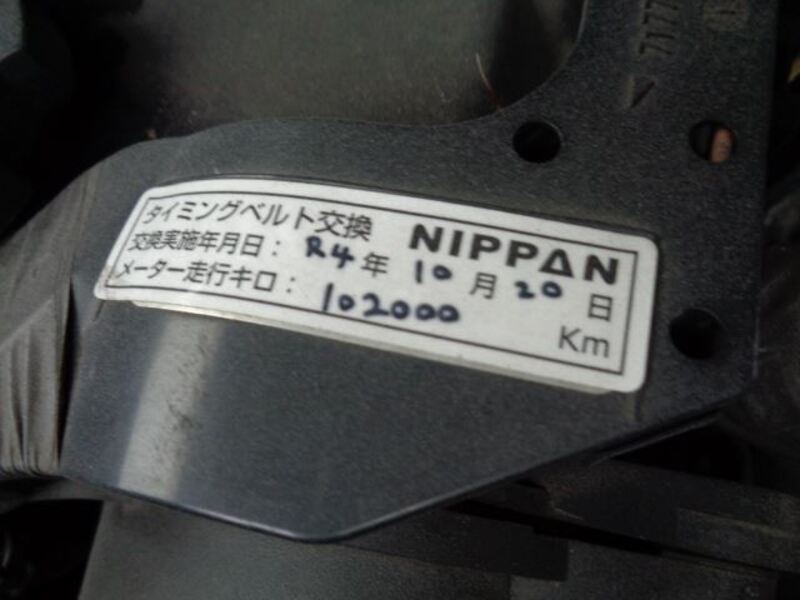 タイミングベルト交換 NIPPAN
交換実施年月日： R4年 10月 20日
メーター走行キロ： 102000 Km